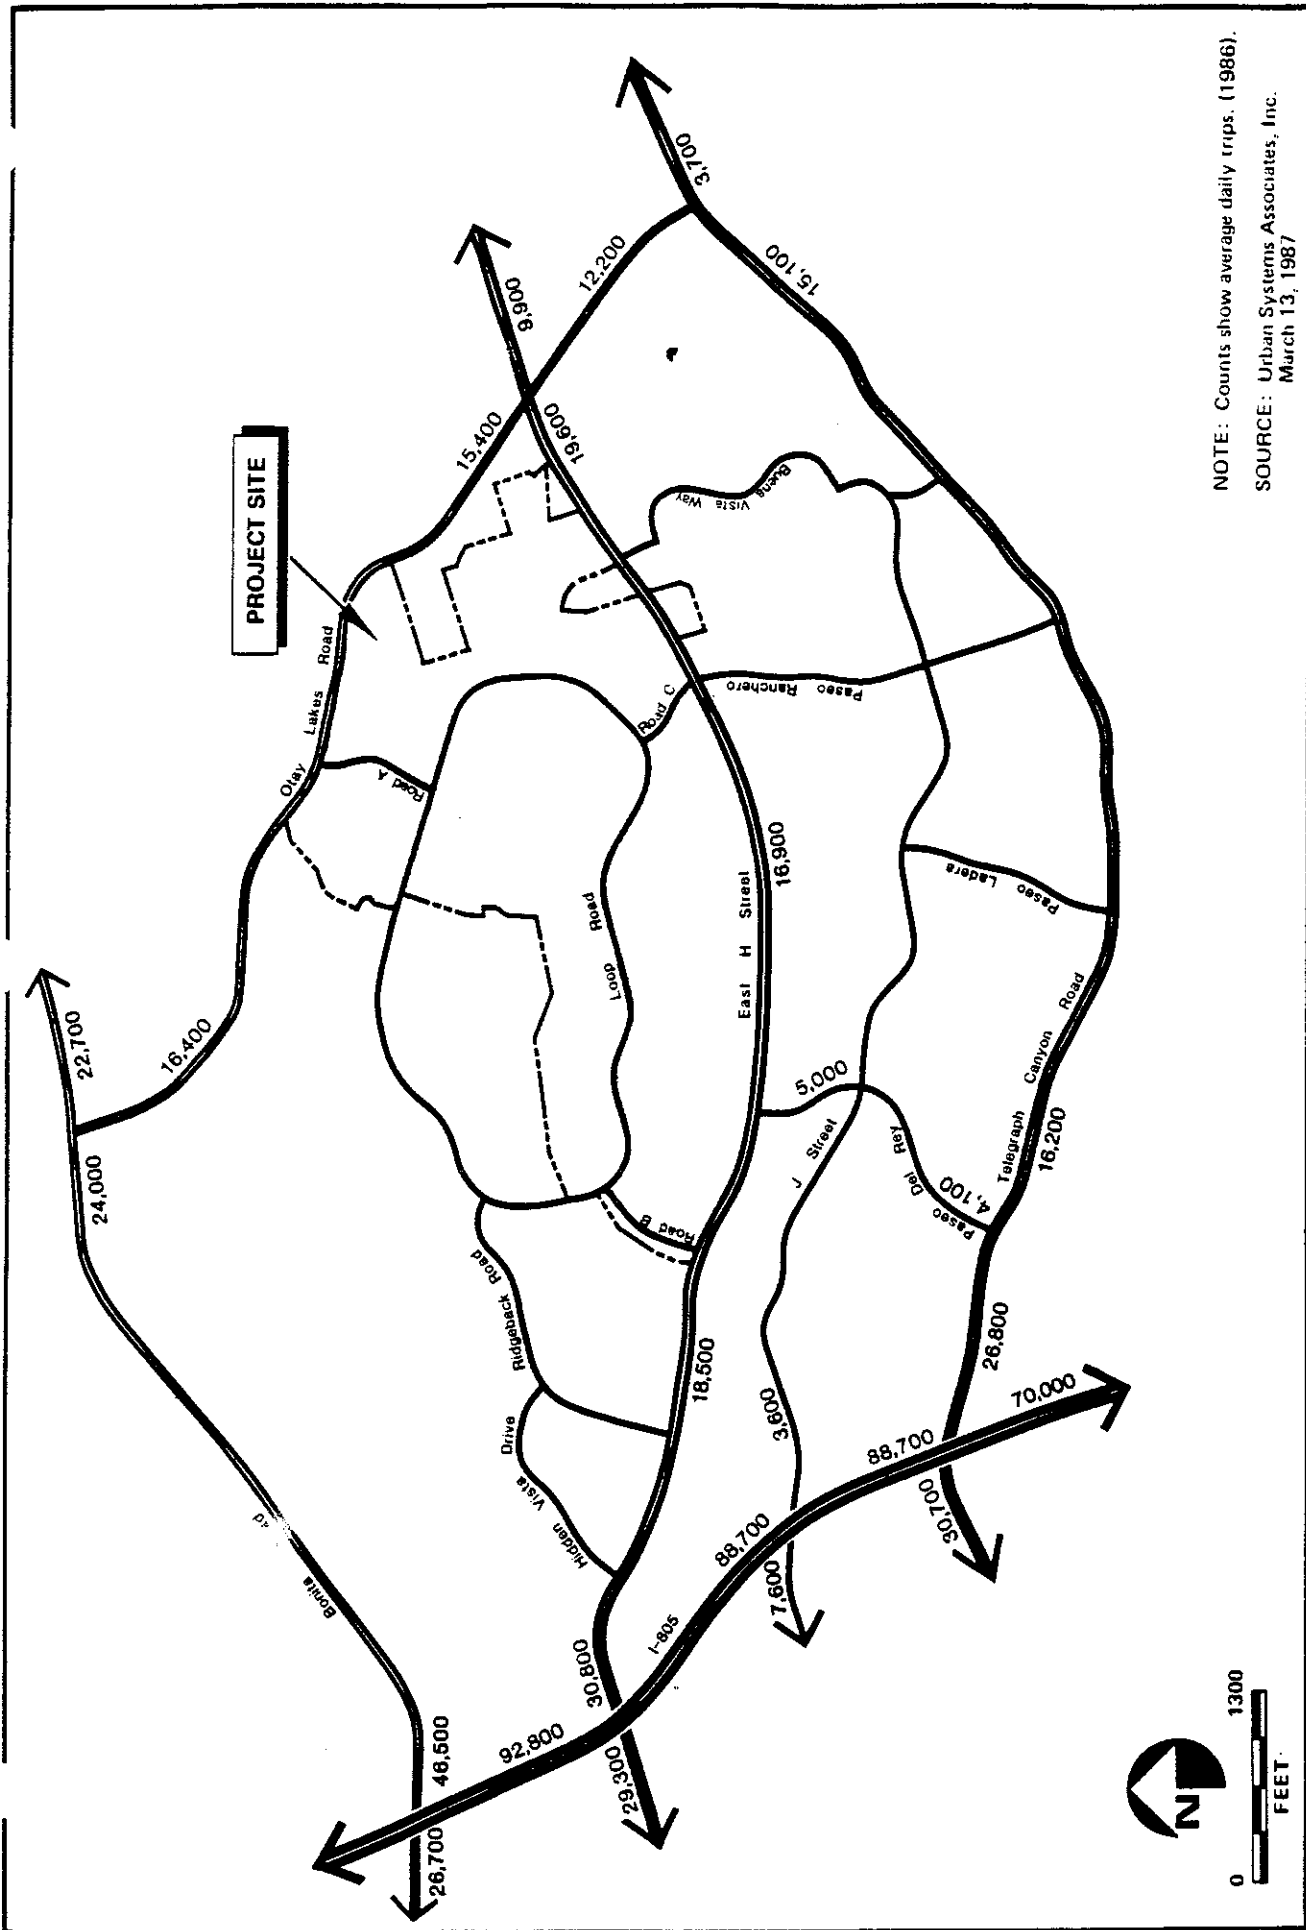 PROJECT SITE
22,700
24,000
16,400
Otay
Lakes
Road
15,400
9,900
12,200
3,700
19,600
15,100
Road A
Road C
Loop
Road
Buena
Vista Way
Paseo
Ranchero
East H Street
16,900
Ridgeback
Road
Road B
Hidden
Vista
Drive
18,500
5,000
J Street
Paseo
Del Rey
4,100
Paseo
Ladera
Telegraph
Canyon
Road
16,200
26,800
3,600
7,600
Bonita
Rd
46,500
26,700
92,800
30,800
29,300
I-805
88,700
88,700
70,000
30,700
N
0
1300
FEET
NOTE: Counts show average daily trips. (1986).
SOURCE: Urban Systems Associates, Inc.
March 13, 1987